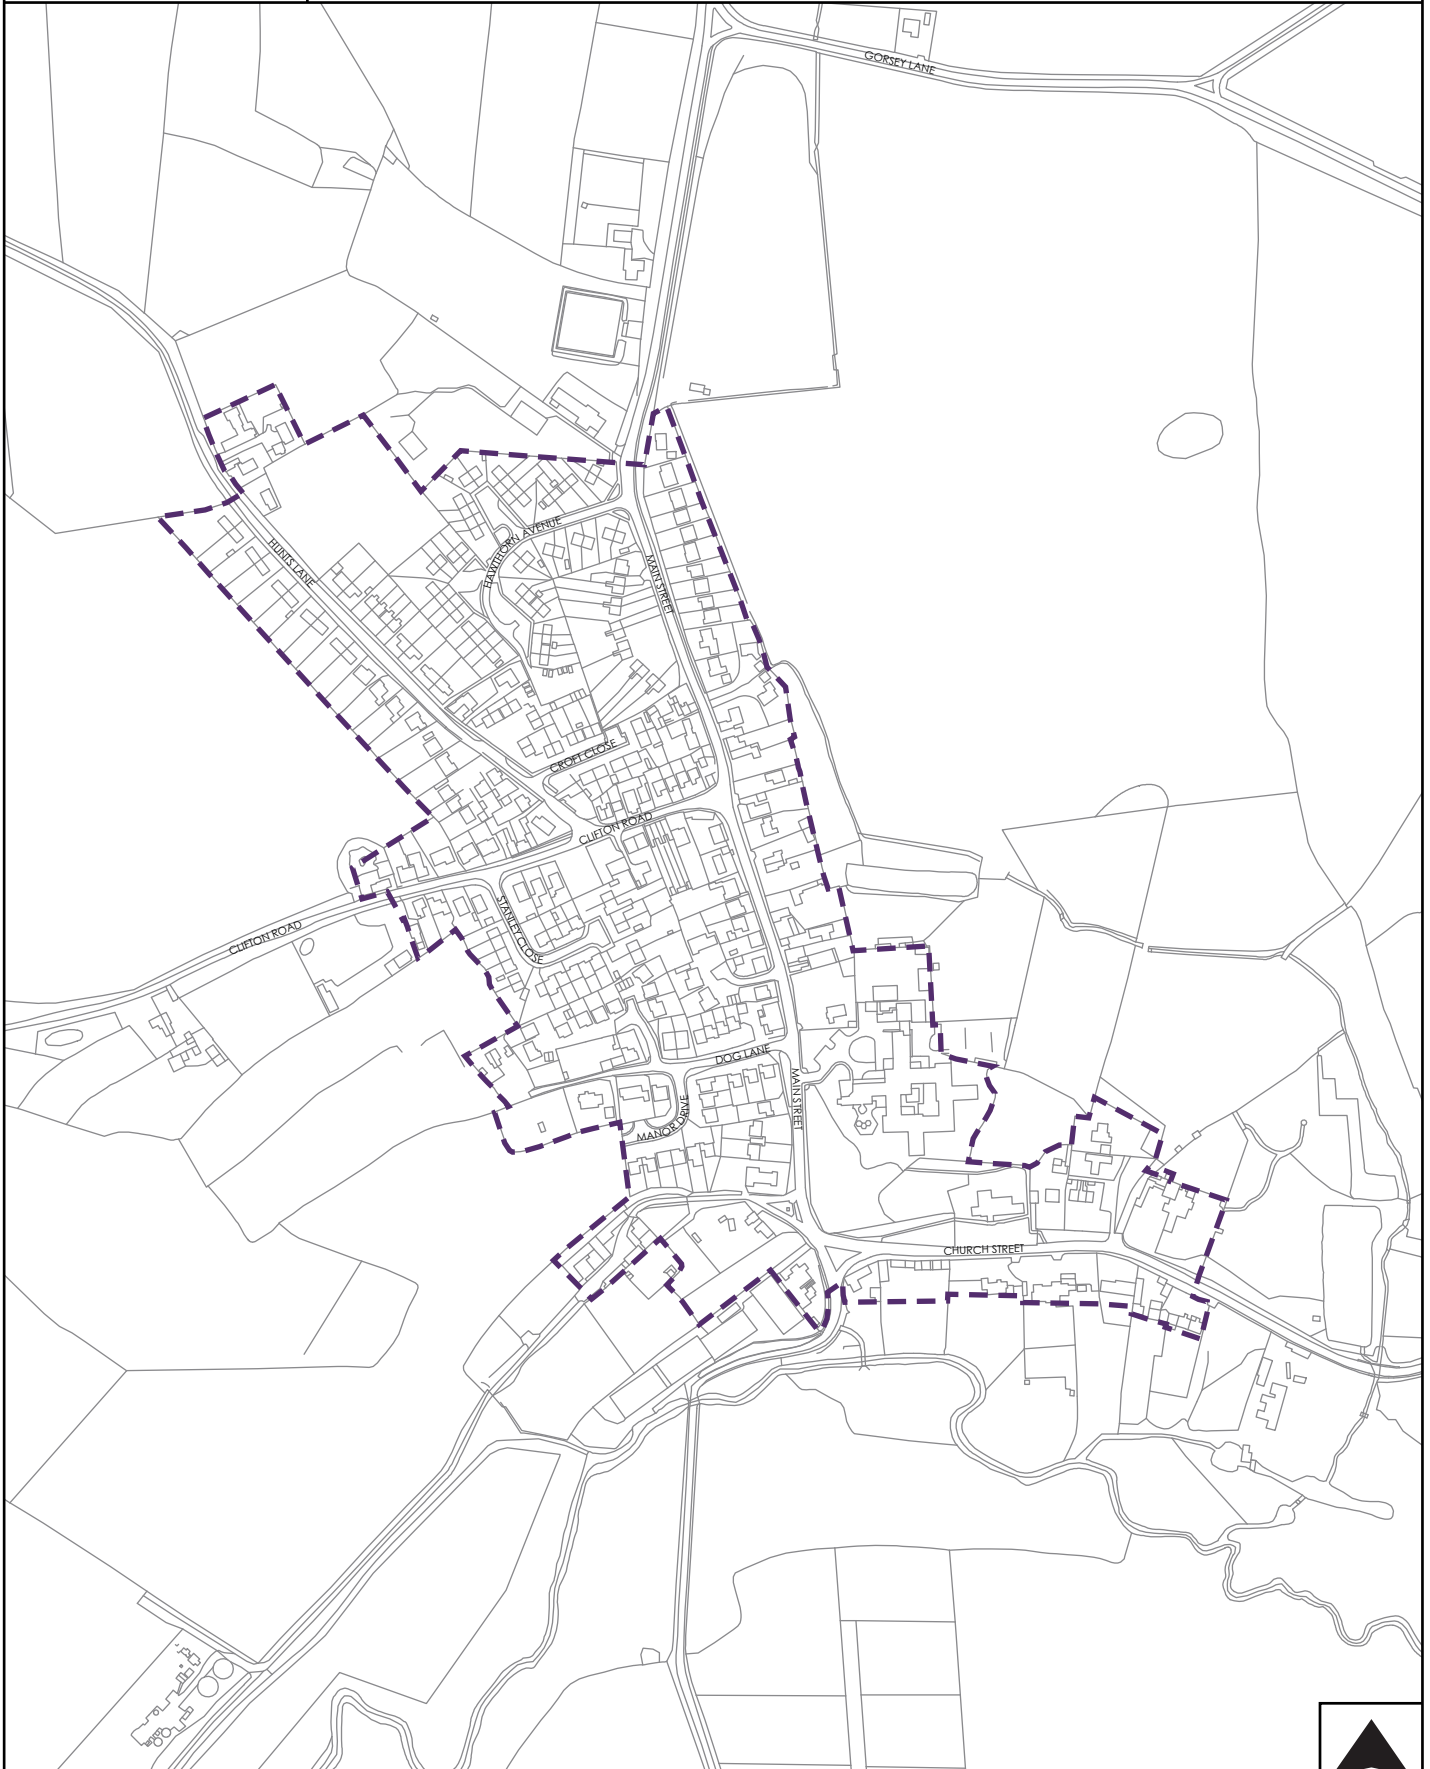 GORSEY LANE
HAWTHORN AVENUE
HUNTS LANE
MAIN STREET
CROFT CLOSE
CLIFTON ROAD
STANLEY CLOSE
CLIFTON ROAD
DOG LANE
MAIN STREET
MANOR DRIVE
CHURCH STREET